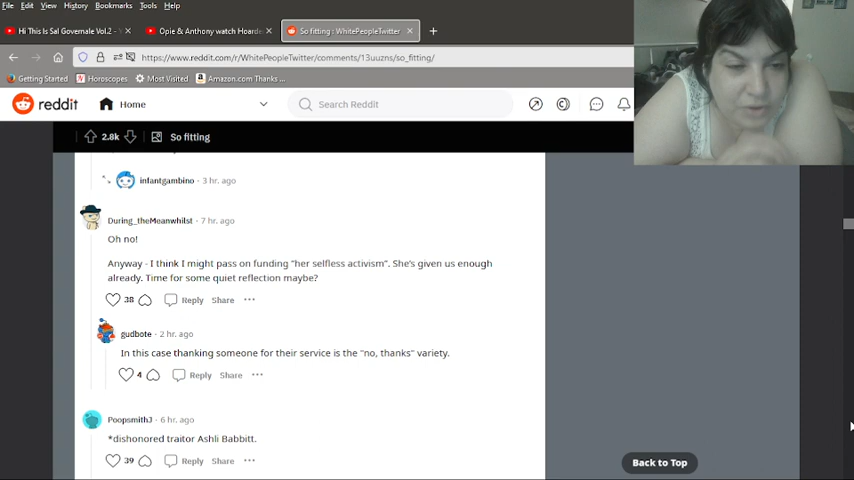 File Edit View History Bookmarks Tools Help
Hi This Is Sal Governale Vol.2 - Y
Opie & Anthony watch Hoarde
So fitting : WhitePeopleTwitter
https://www.reddit.com/r/WhitePeopleTwitter/comments/13uuzns/so_fitting/
Getting Started Horoscopes Most Visited Amazon.com Thanks ...
reddit Home Search Reddit
2.8k So fitting
infantgambino · 3 hr. ago
During_theMeanwhilst · 7 hr. ago
Oh no!
Anyway - I think I might pass on funding "her selfless activism". She's given us enough
already. Time for some quiet reflection maybe?
38 Reply Share ...
gudbote · 2 hr. ago
In this case thanking someone for their service is the "no, thanks" variety.
4 Reply Share ...
PoopsmithJ · 6 hr. ago
*dishonored traitor Ashli Babbitt.
39 Reply Share ...
Back to Top